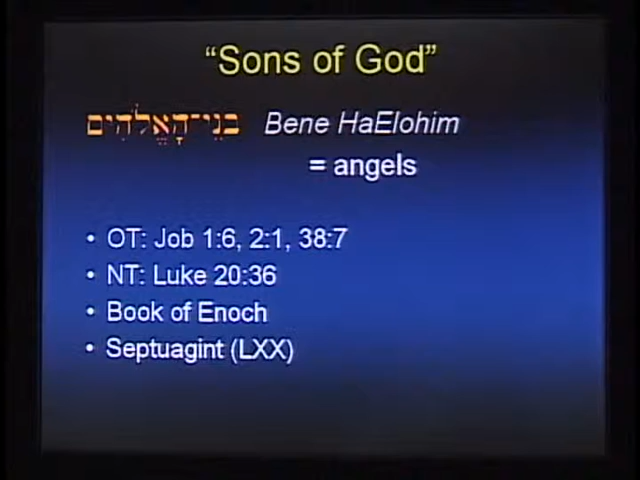 “Sons of God”
בְּנֵי־הָאֱלֹהִים Bene HaElohim
= angels
• OT: Job 1:6, 2:1, 38:7
• NT: Luke 20:36
• Book of Enoch
• Septuagint (LXX)